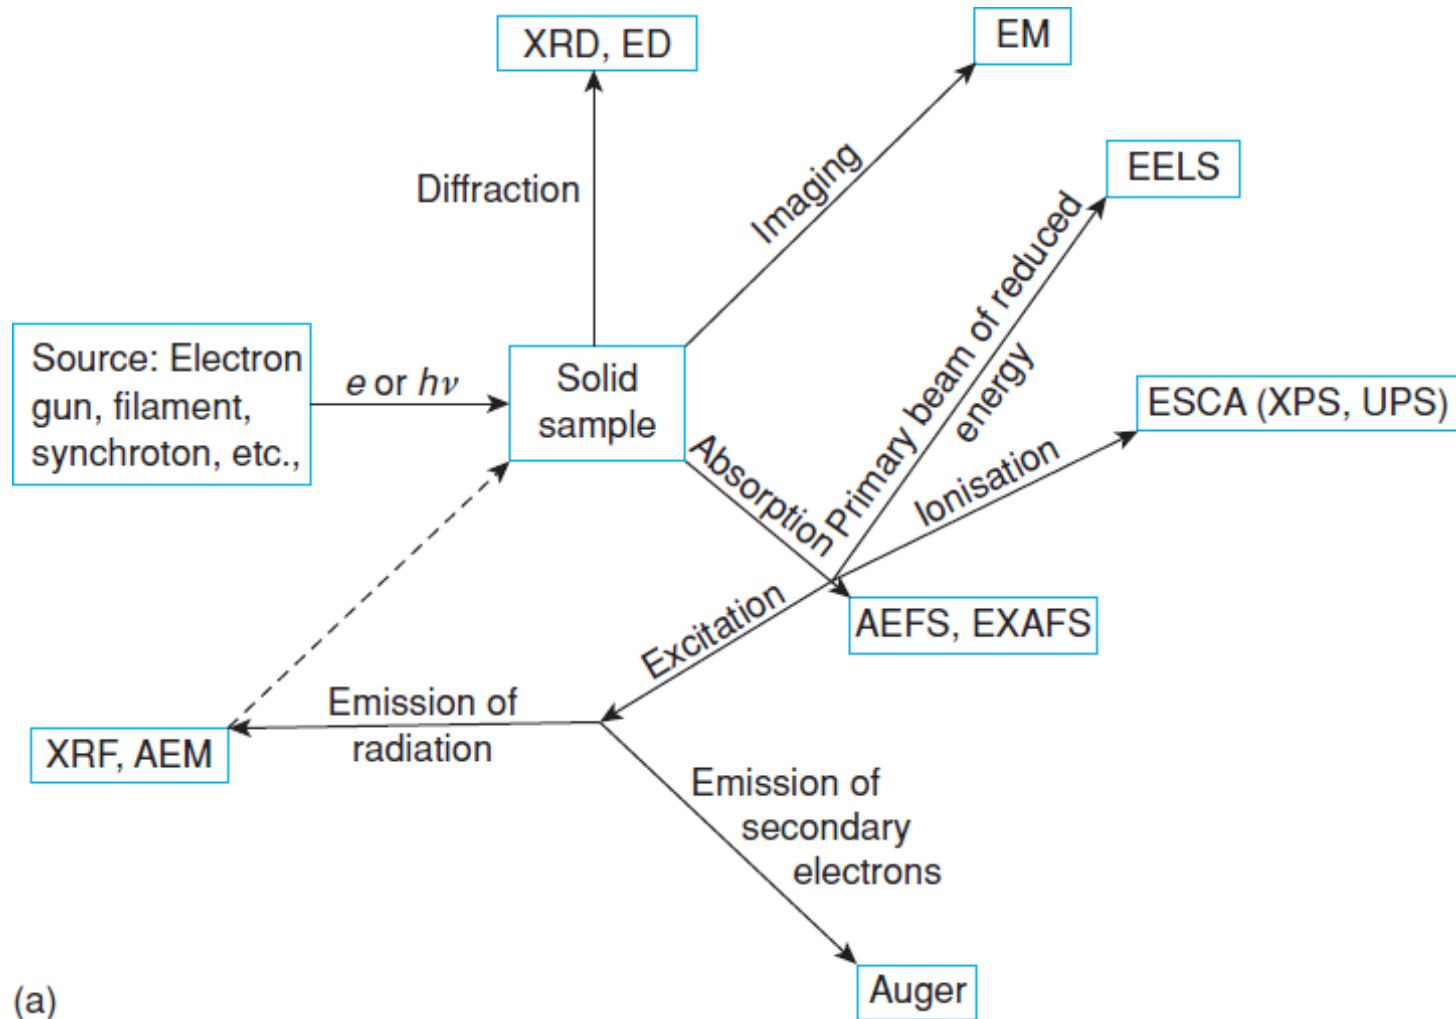 XRD, ED
EM
EELS
Diffraction
Imaging
Primary beam of reduced
energy
Source: Electron
gun, filament,
synchroton, etc.,
e or hν
Solid
sample
ESCA (XPS, UPS)
Absorption
Ionisation
Excitation
AEFS, EXAFS
Emission of
radiation
XRF, AEM
Emission of
secondary
electrons
Auger
(a)